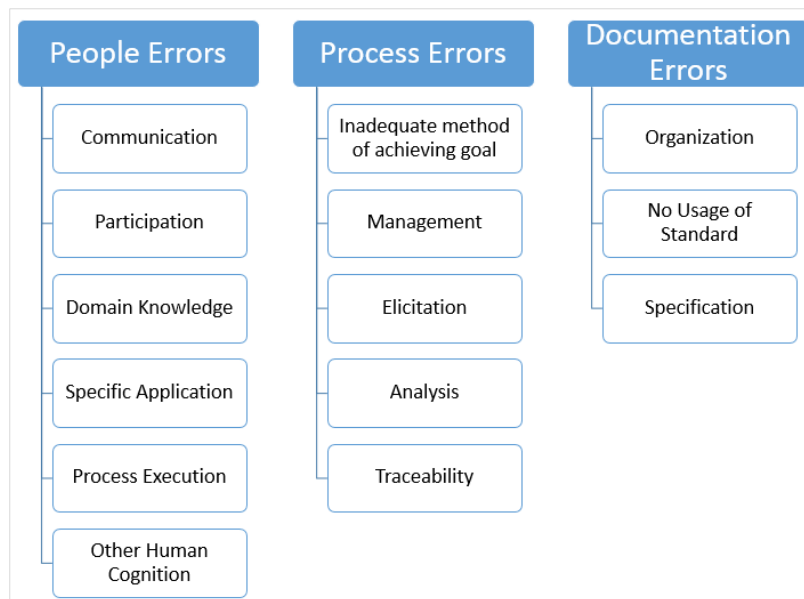 People Errors
Communication
Participation
Domain Knowledge
Specific Application
Process Execution
Other Human
Cognition
Process Errors
Inadequate method
of achieving goal
Management
Elicitation
Analysis
Traceability
Documentation
Errors
Organization
No Usage of
Standard
Specification